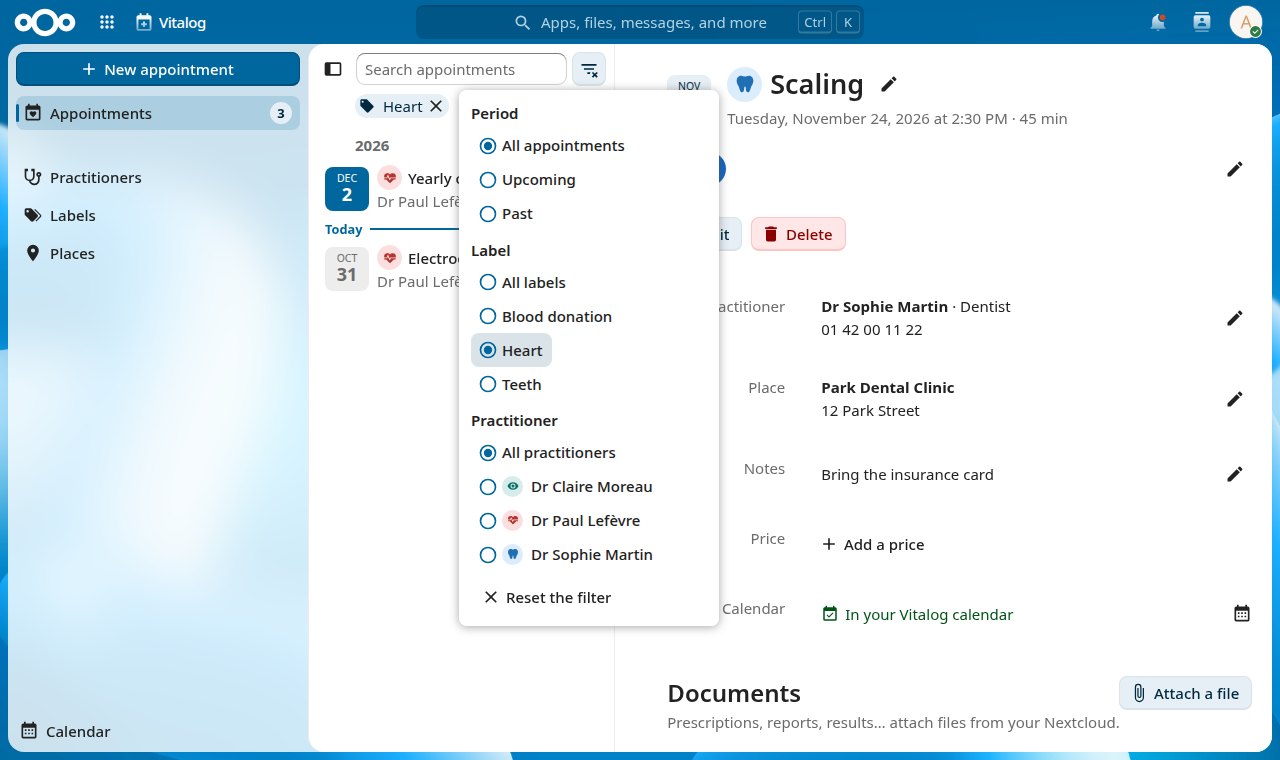 Vitalog
Apps, files, messages, and more
Ctrl
K
A
New appointment
Appointments
3
Practitioners
Labels
Places
Calendar
Search appointments
Heart
2026
DEC
2
Yearly
Dr Paul
Today
OCT
31
Dr Paul
Period
All appointments
Upcoming
Past
Label
All labels
Blood donation
Heart
Teeth
Practitioner
All practitioners
Dr Claire Moreau
Dr Paul Lefèvre
Dr Sophie Martin
Reset the filter
NOV
Scaling
Tuesday, November 24, 2026 at 2:30 PM · 45 min
Delete
Dr Sophie Martin · Dentist
01 42 00 11 22
Place
Park Dental Clinic
12 Park Street
Notes
Bring the insurance card
Price
Add a price
Calendar
In your Vitalog calendar
Documents
Attach a file
Prescriptions, reports, results... attach files from your Nextcloud.